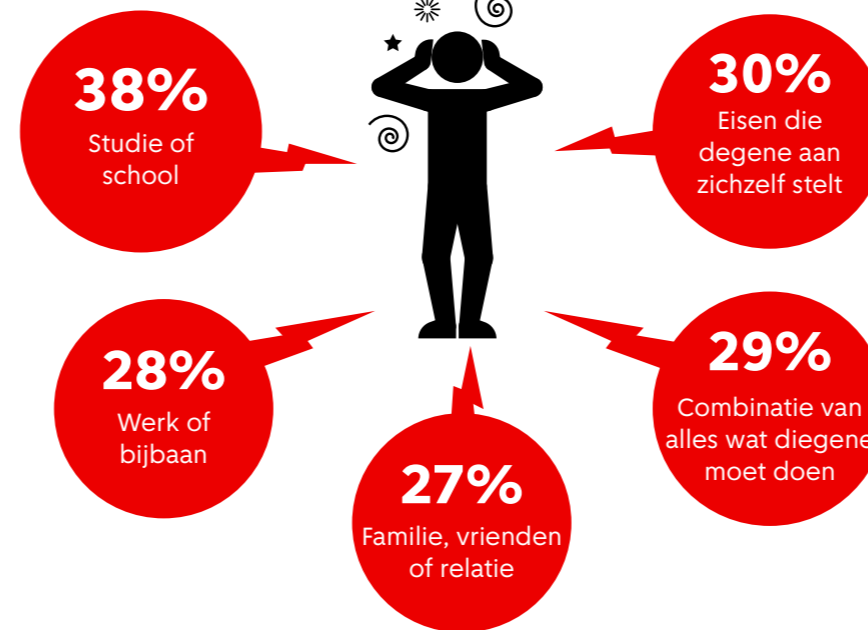 38%
Studie of
school
30%
Eisen die
degene aan
zichzelf stelt
28%
Werk of
bijbaan
29%
Combinatie van
alles wat diegene
moet doen
27%
Familie, vrienden
of relatie